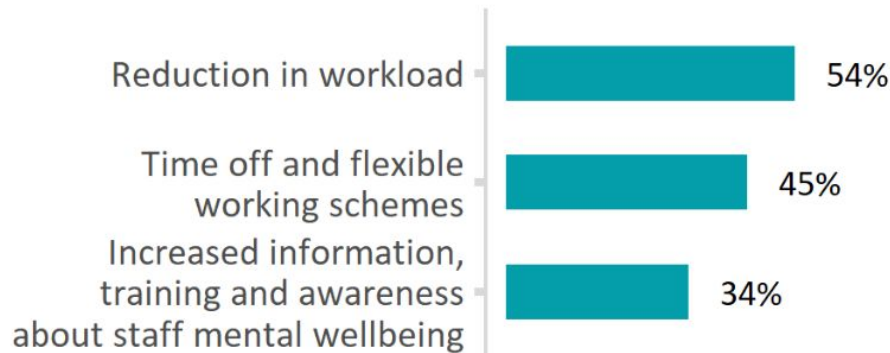 Reduction in workload
54%
Time off and flexible
working schemes
45%
Increased information,
training and awareness
about staff mental wellbeing
34%